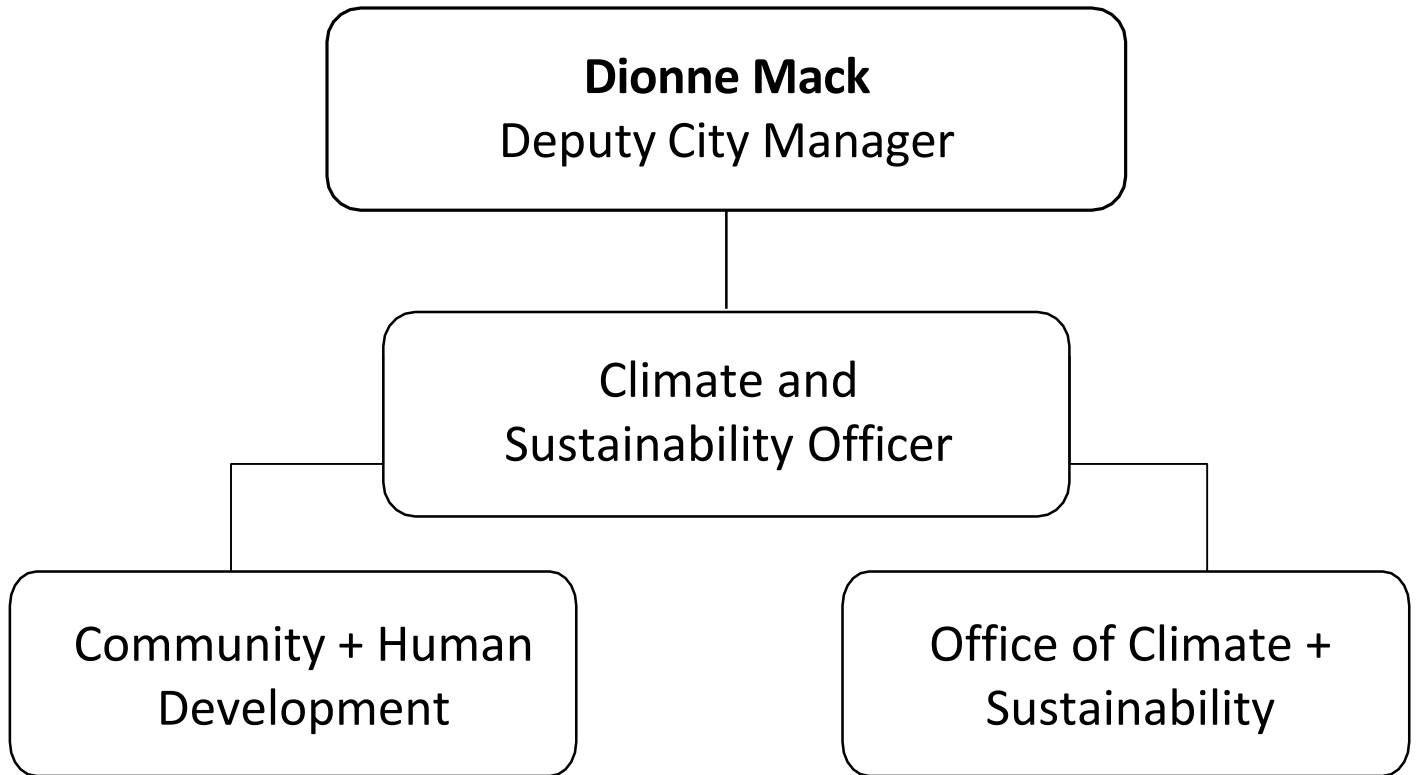 Dionne Mack
Deputy City Manager
Climate and
Sustainability Officer
Community + Human
Development
Office of Climate +
Sustainability